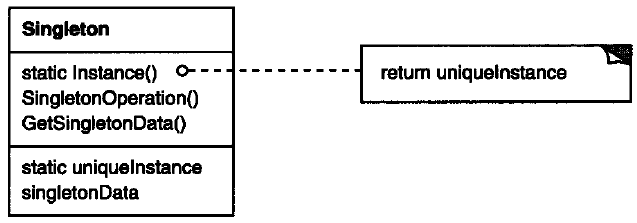 Singleton
static Instance()
return uniqueInstance
SingletonOperation()
GetSingletonData()
static uniqueInstance
singletonData